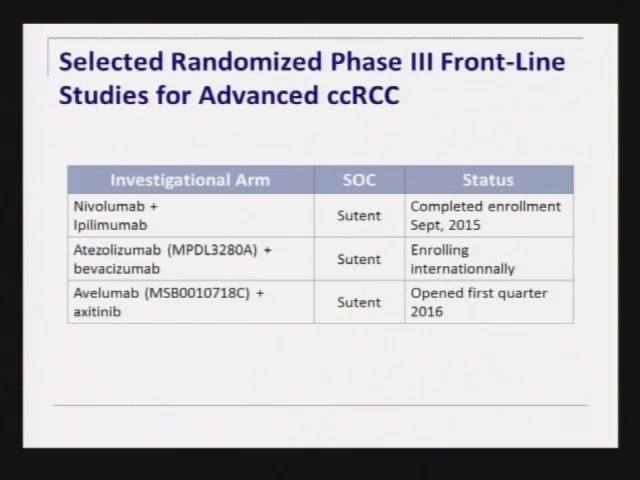 Selected Randomized Phase III Front-Line
Studies for Advanced ccRCC
Investigational Arm SOC Status
Nivolumab +
Ipilimumab
Sutent
Completed enrollment
Sept, 2015
Atezolizumab (MPDL3280A) +
bevacizumab
Sutent
Enrolling
internationnally
Avelumab (MSB0010718C) +
axitinib
Sutent
Opened first quarter
2016